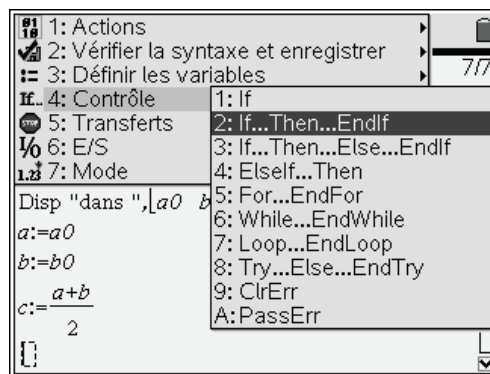 1: Actions
2: Vérifier la syntaxe et enregistrer
3: Définir les variables
If.. 4: Contrôle
5: Transferts
I/O 6: E/S
1.23 7: Mode
7/7
1: If
2: If...Then...EndIf
3: If...Then...Else...EndIf
4: ElseIf...Then
5: For...EndFor
6: While...EndWhile
7: Loop...EndLoop
8: Try...Else...EndTry
9: ClrErr
A: PassErr
Disp "dans ",[a0 b
a:=a0
b:=b0
c:=a+b
2